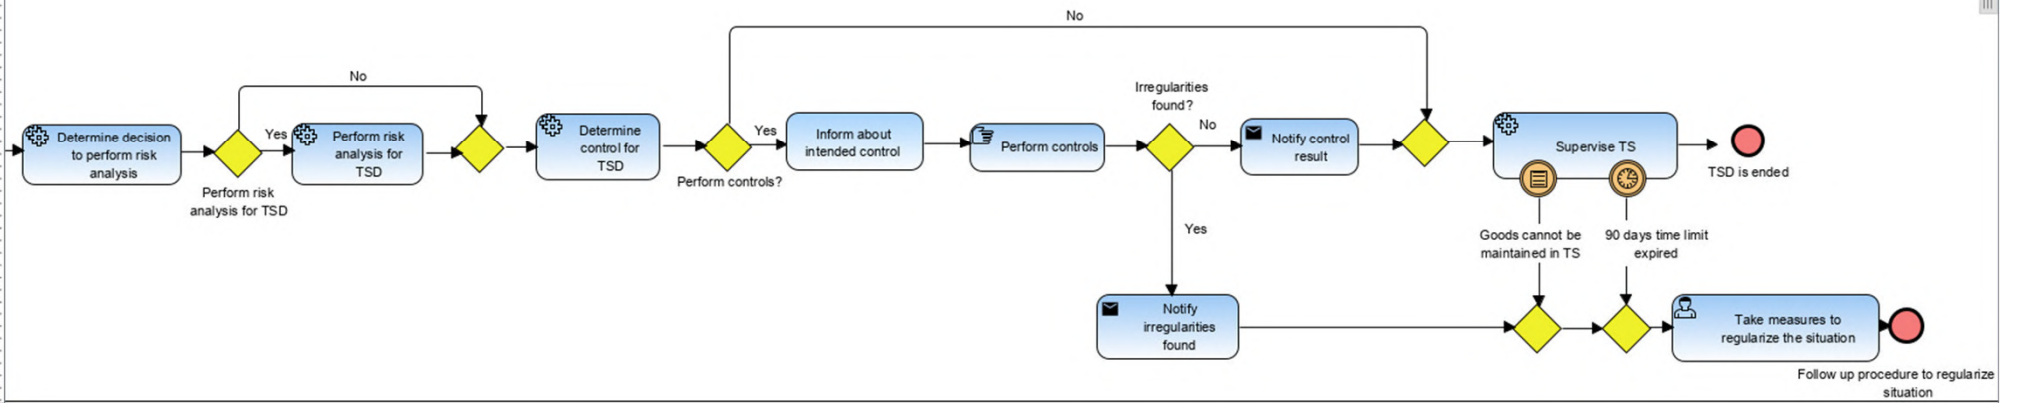 No
No
Irregularities
found?
Determine decision
to perform risk
analysis
Yes
Perform risk
analysis for
TSD
Perform risk
analysis for TSD
Determine
control for
TSD
Yes
Perform controls?
Inform about
intended control
Perform controls
No
Notify control
result
Supervise TS
TSD is ended
Yes
Goods cannot be
maintained in TS
90 days time limit
expired
Notify
irregularities
found
Take measures to
regularize the situation
Follow up procedure to regularize
situation